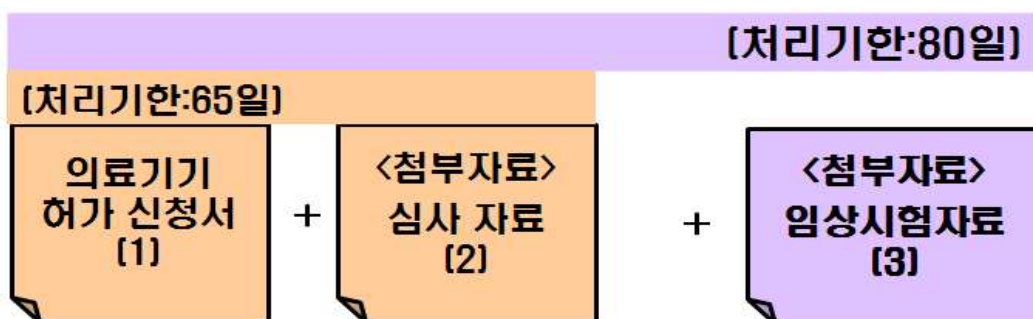 (처리기한:80일)
(처리기한:65일)
의료기기
허가 신청서
(1)
+
<첨부자료>
심사 자료
(2)
+
<첨부자료>
임상시험자료
(3)